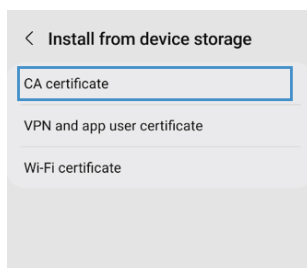 Install from device storage
CA certificate
VPN and app user certificate
Wi-Fi certificate